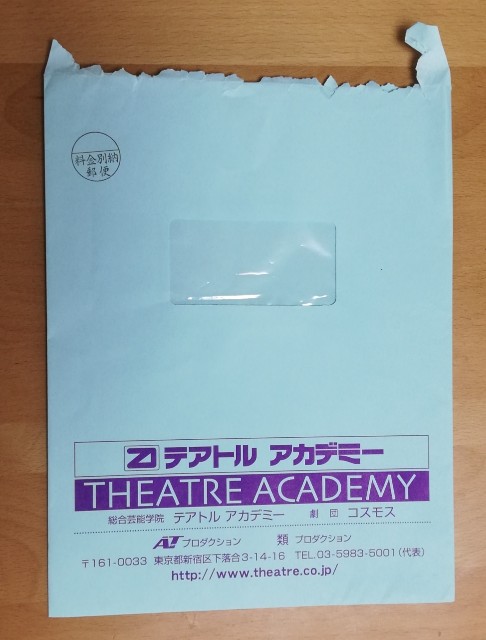 料金別納
郵便
テアトル アカデミー
THEATRE ACADEMY
総合芸能学院 テアトル アカデミー 劇団 コスモス
ALT プロダクション 類 プロダクション
〒161-0033 東京都新宿区下落合3-14-16 TEL.03-5983-5001(代表)
http://www.theatre.co.jp/